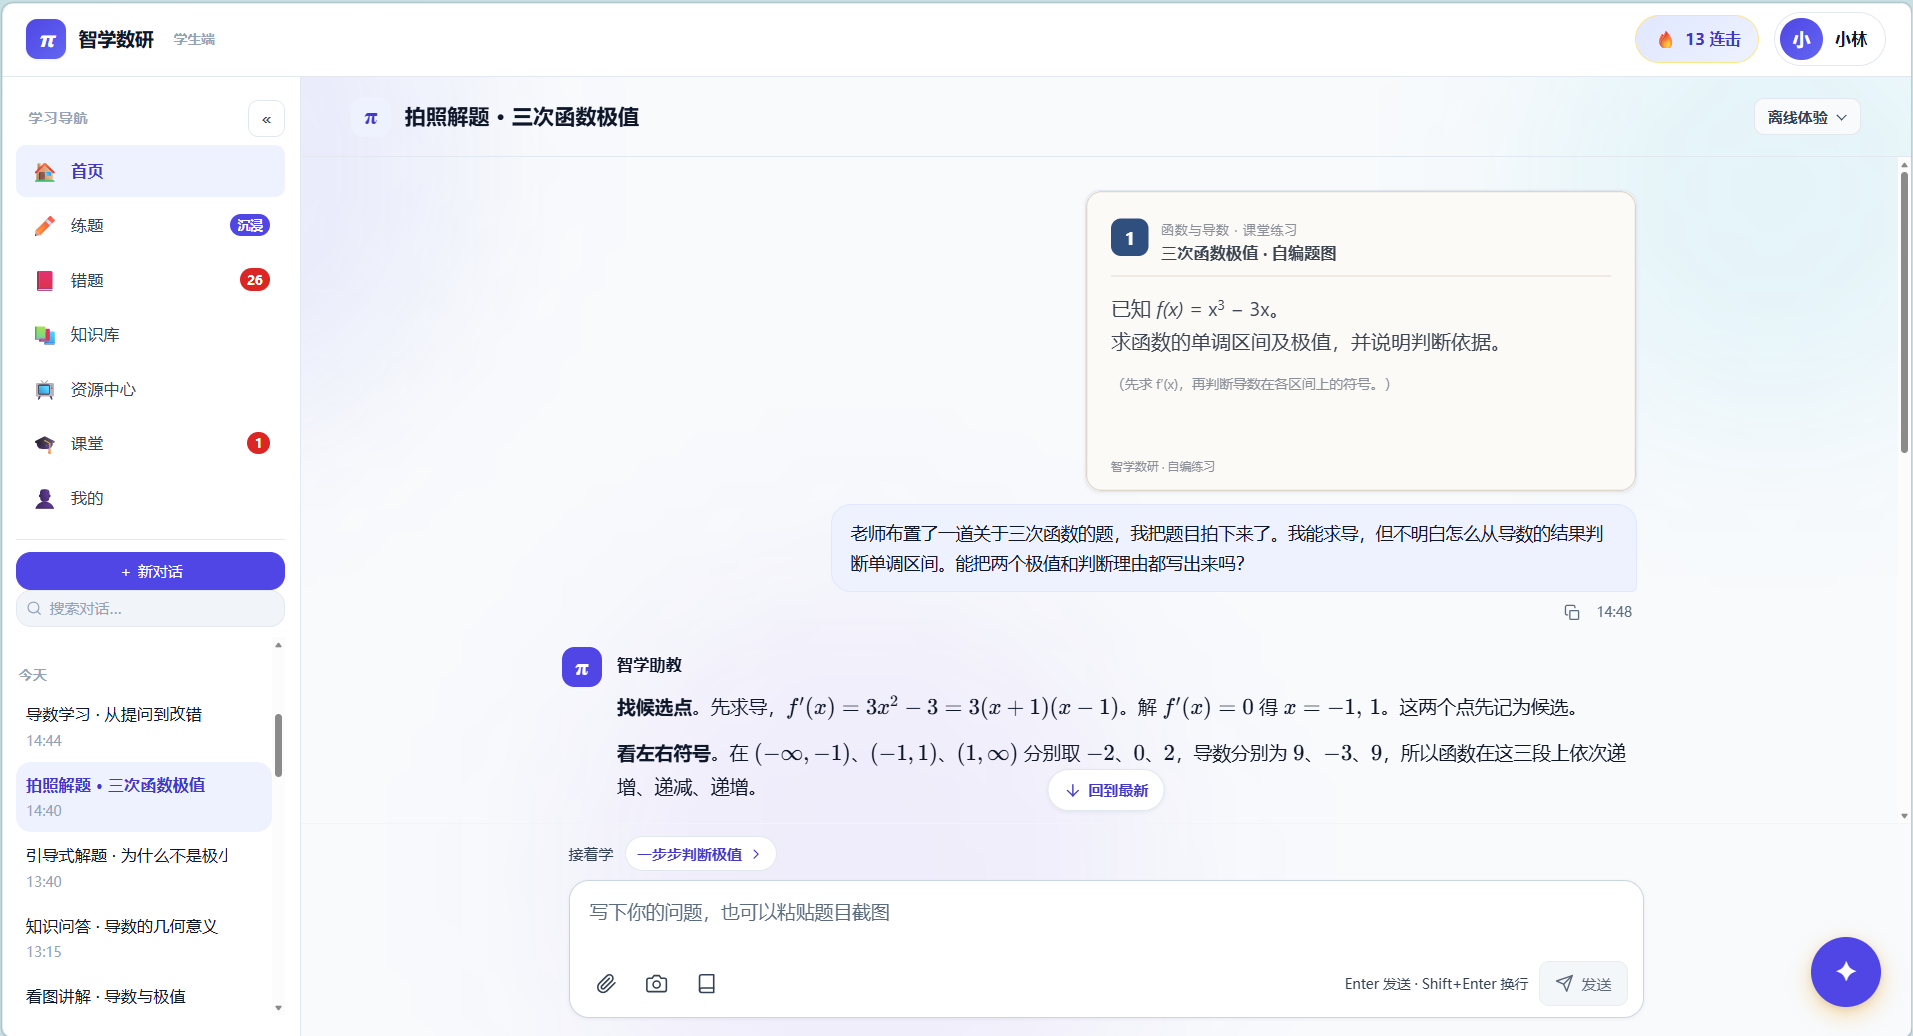 π 智学数研 学生端
13 连击
小 小林
学习导航 «
首页
练题 沉浸
错题 26
知识库
资源中心
课堂 1
我的
+ 新对话
搜索对话...
今天
导数学习 · 从提问到改错
14:44
拍照解题 • 三次函数极值
14:40
引导式解题 · 为什么不是极小
13:40
知识问答 · 导数的几何意义
13:15
看图讲解 · 导数与极值
π 拍照解题 • 三次函数极值
离线体验
1
函数与导数 · 课堂练习
三次函数极值 · 自编题图
已知 f(x) = x³ − 3x。
求函数的单调区间及极值，并说明判断依据。
（先求 f′(x)，再判断导数在各区间上的符号。）
智学数研 · 自编练习
老师布置了一道关于三次函数的题，我把题目拍下来了。我能求导，但不明白怎么从导数的结果判
断单调区间。能把两个极值和判断理由都写出来吗？
14:48
π 智学助教
找候选点。先求导，f′(x) = 3x² − 3 = 3(x + 1)(x − 1)。解 f′(x) = 0 得 x = −1, 1。这两个点先记为候选。
看左右符号。在 (−∞, −1)、(−1, 1)、(1, ∞) 分别取 −2、0、2，导数分别为 9、−3、9，所以函数在这三段上依次递
增、递减、递增。
↓ 回到最新
接着学 一步步判断极值 >
写下你的问题，也可以粘贴题目截图
Enter 发送 · Shift+Enter 换行 发送